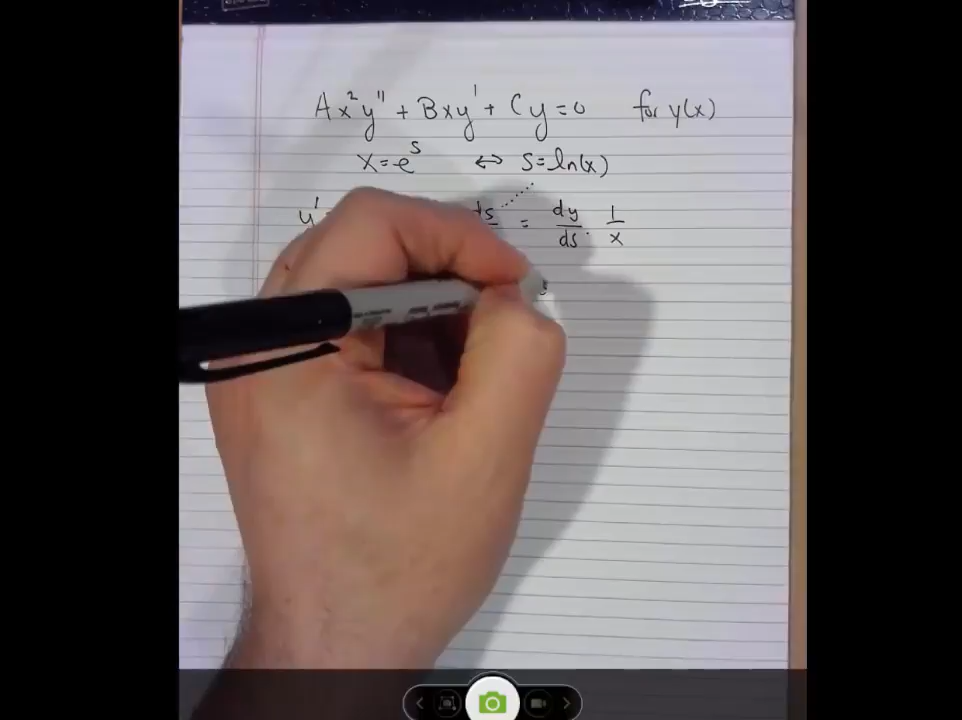 Ax²y" + Bxy' + Cy = 0 for y(x)
x = e^s ↔ s = ln(x)
y' = ds = dy/ds · 1/x